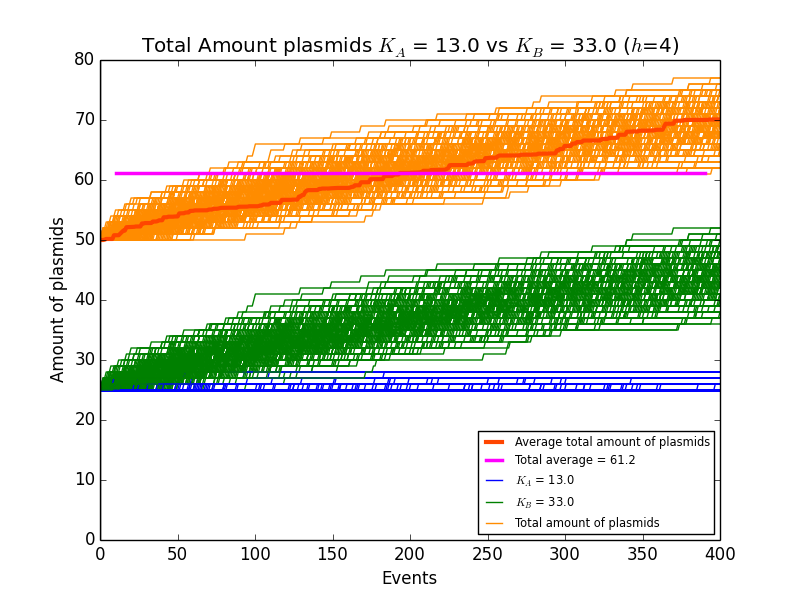 Total Amount plasmids K_A = 13.0 vs K_B = 33.0 (h=4)
80
70
60
50
40
30
20
10
0
Amount of plasmids
Average total amount of plasmids
Total average = 61.2
K_A = 13.0
K_B = 33.0
Total amount of plasmids
0 50 100 150 200 250 300 350 400
Events